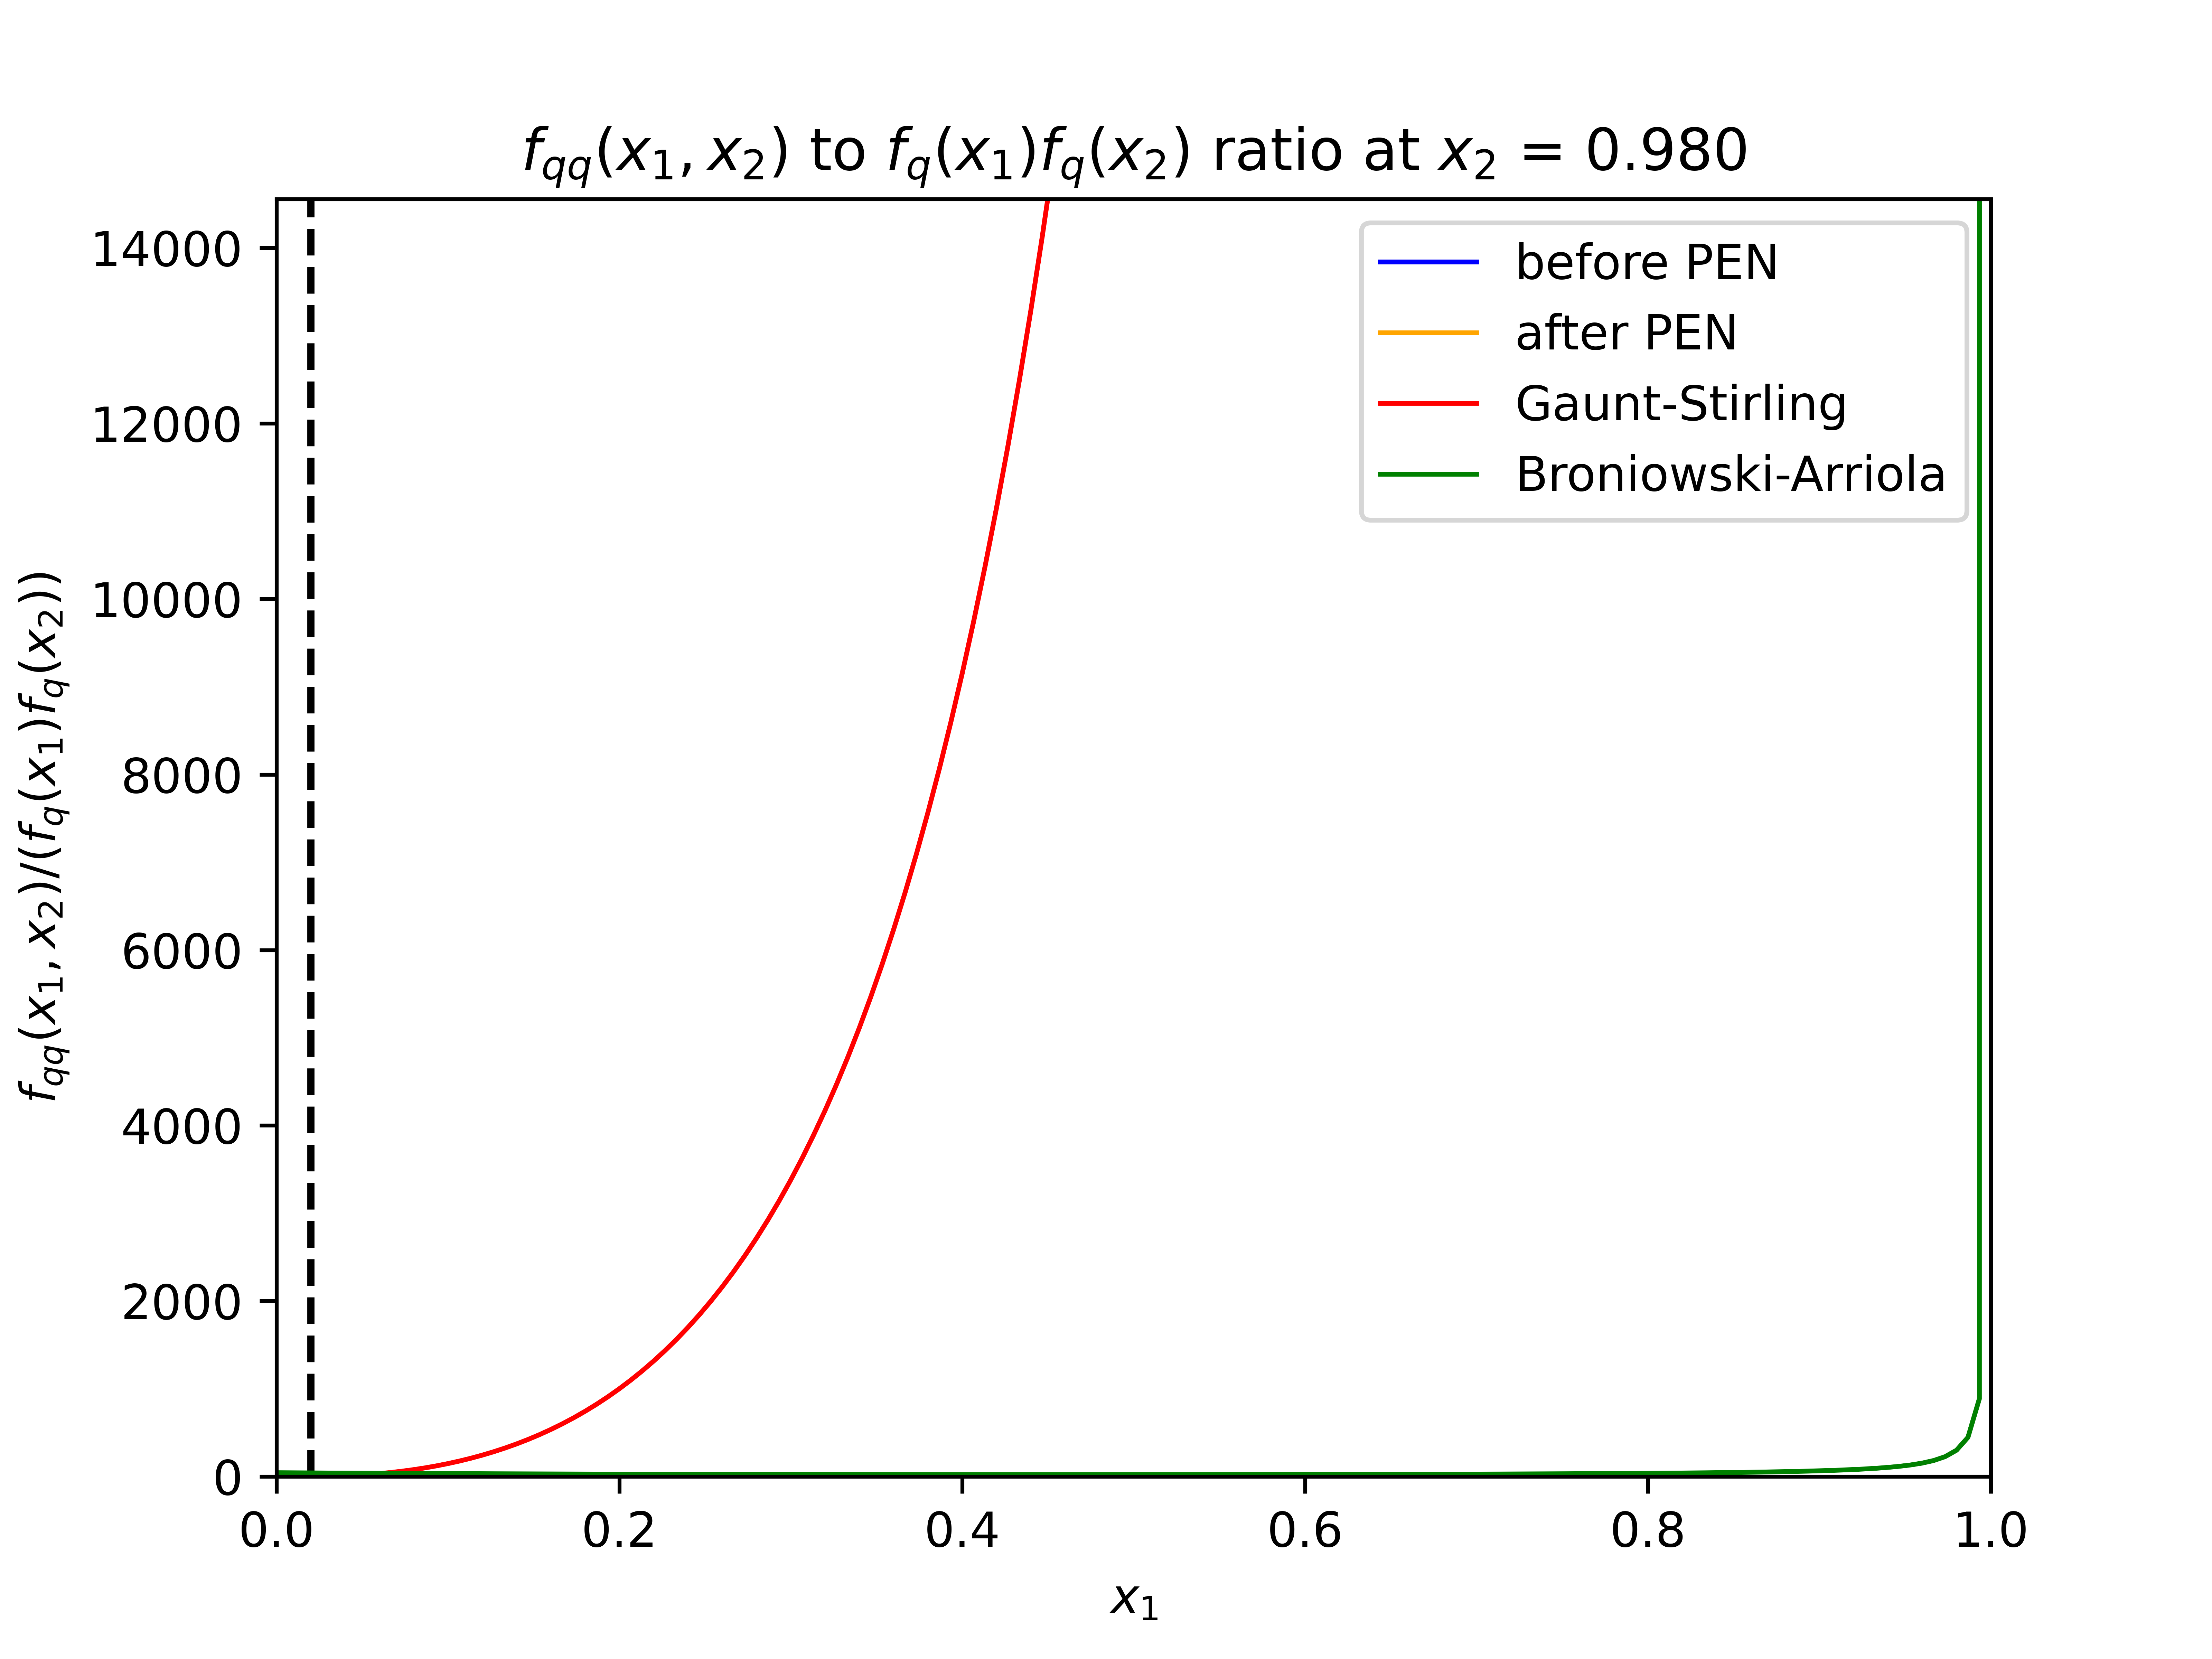 f_qq(x_1, x_2) to f_q(x_1)f_q(x_2) ratio at x_2 = 0.980
f_qq(x_1, x_2)/(f_q(x_1)f_q(x_2))
14000
12000
10000
8000
6000
4000
2000
0
before PEN
after PEN
Gaunt-Stirling
Broniowski-Arriola
0.0 0.2 0.4 0.6 0.8 1.0
x_1